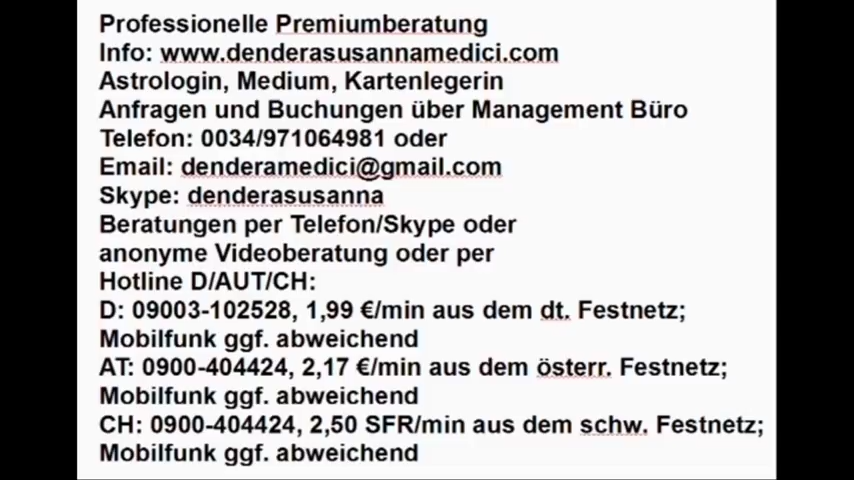 Professionelle Premiumberatung
Info: www.denderasusannamedici.com
Astrologin, Medium, Kartenlegerin
Anfragen und Buchungen über Management Büro
Telefon: 0034/971064981 oder
Email: denderamedici@gmail.com
Skype: denderasusanna
Beratungen per Telefon/Skype oder
anonyme Videoberatung oder per
Hotline D/AUT/CH:
D: 09003-102528, 1,99 €/min aus dem dt. Festnetz;
Mobilfunk ggf. abweichend
AT: 0900-404424, 2,17 €/min aus dem österr. Festnetz;
Mobilfunk ggf. abweichend
CH: 0900-404424, 2,50 SFR/min aus dem schw. Festnetz;
Mobilfunk ggf. abweichend